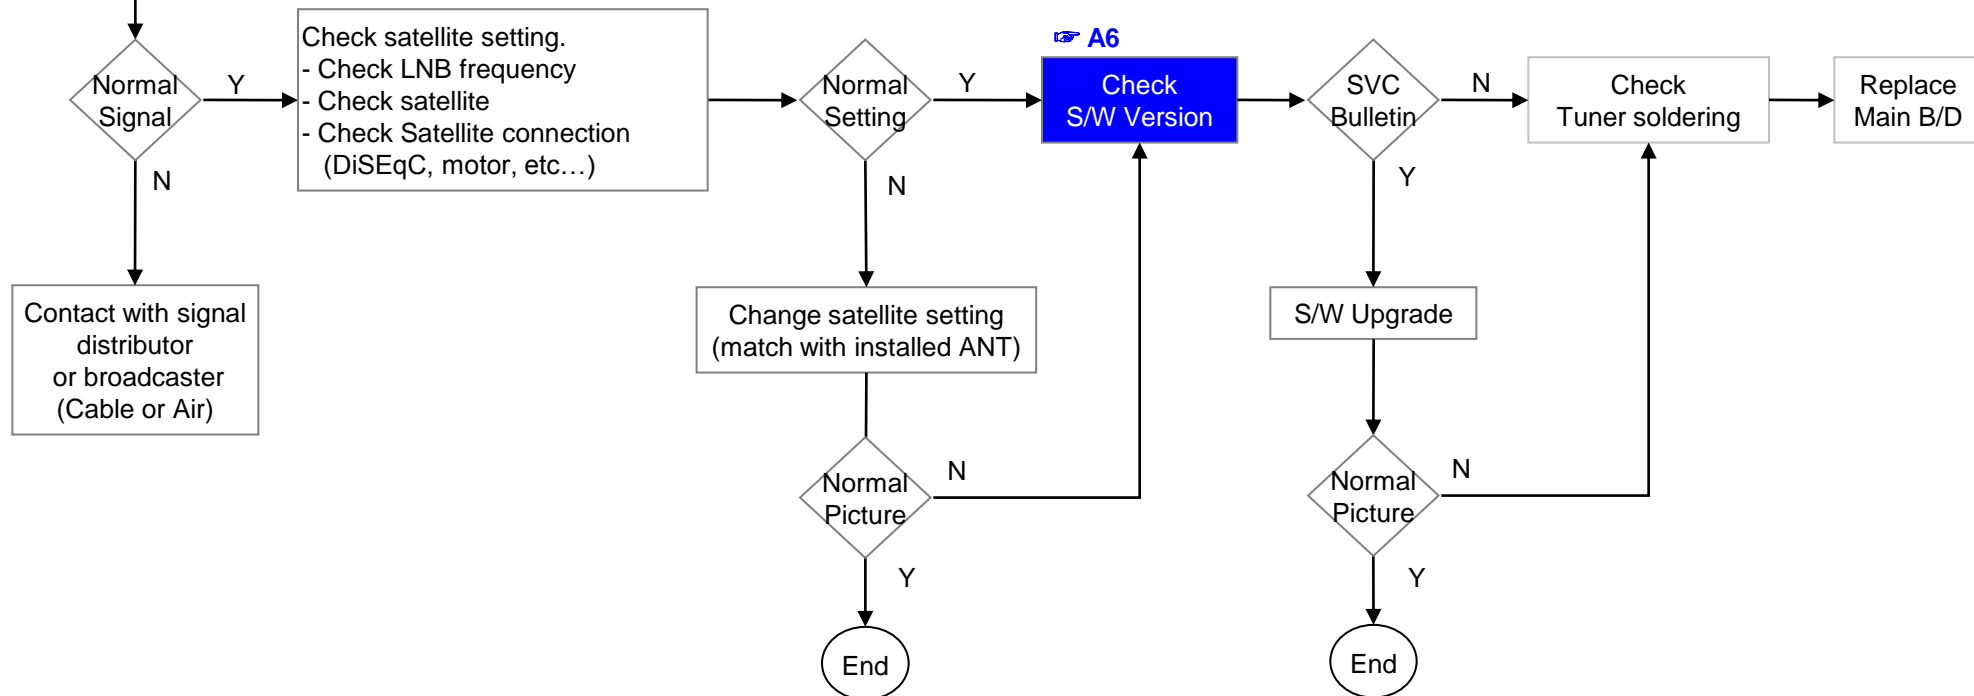 Normal
Signal
Y
N
Contact with signal
distributor
or broadcaster
(Cable or Air)
Check satellite setting.
- Check LNB frequency
- Check satellite
- Check Satellite connection
(DiSEqC, motor, etc…)
Normal
Setting
Y
N
Change satellite setting
(match with installed ANT)
Normal
Picture
N
Y
End
☞ A6
Check
S/W Version
SVC
Bulletin
N
Y
S/W Upgrade
Normal
Picture
N
Y
End
Check
Tuner soldering
Replace
Main B/D